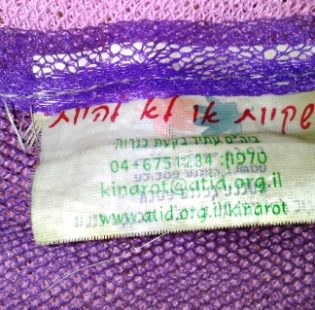 שקיות או לא להיות
ביה״ס עתיד בקעת כנרות
טלפון: 04+6751234
kinarot@atid.org.il
www.atid.org.il/kinarot